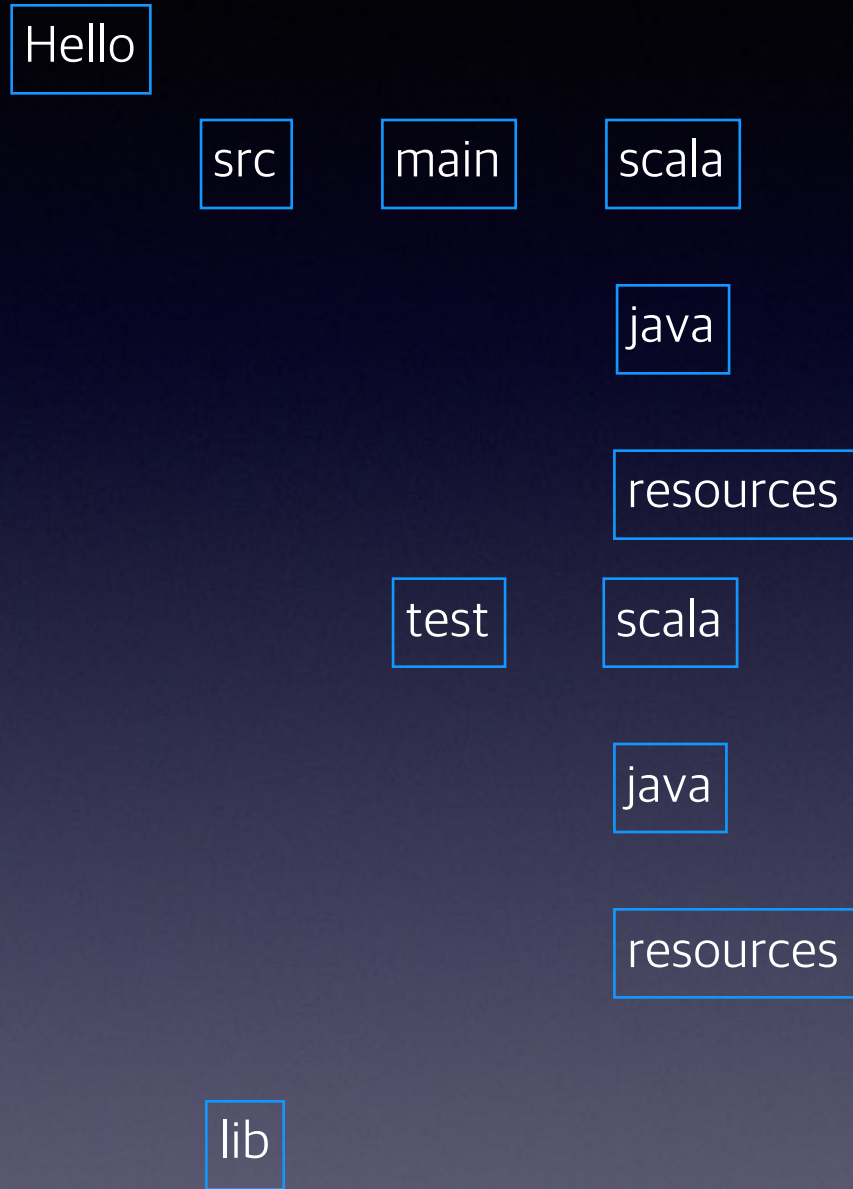 Hello
src main scala
java
resources
test scala
java
resources
lib